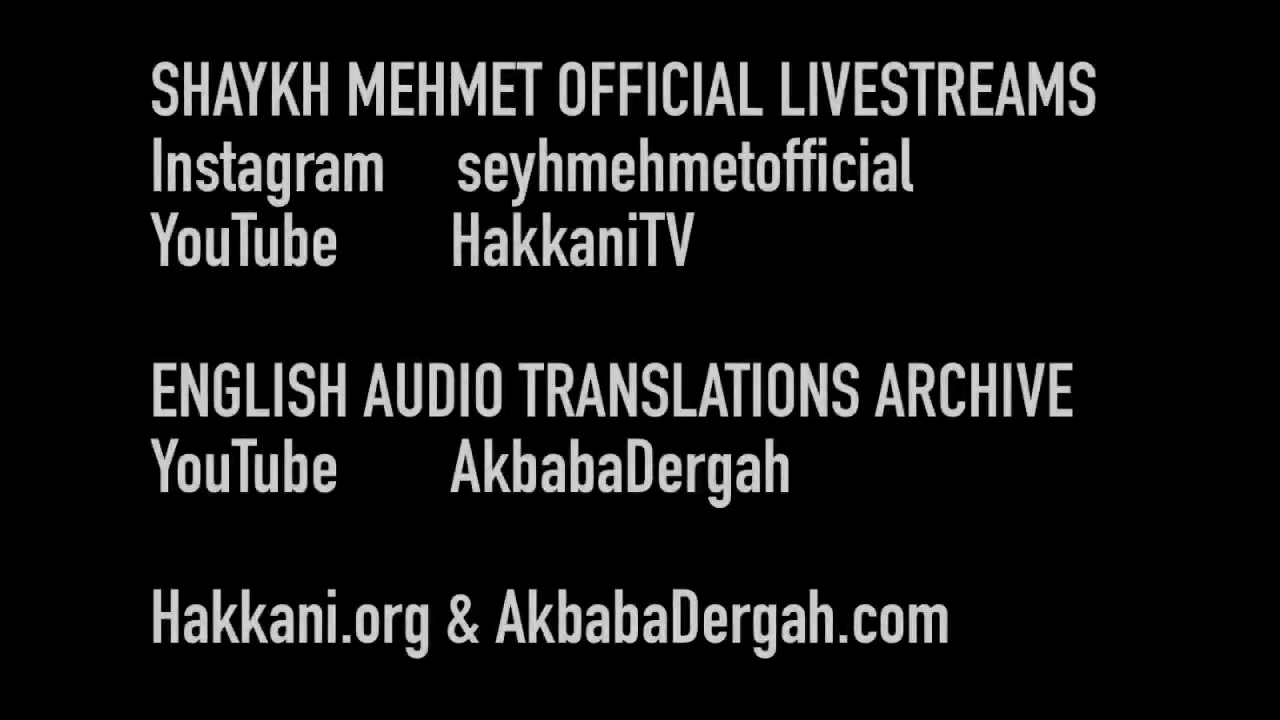 SHAYKH MEHMET OFFICIAL LIVESTREAMS
Instagram seyhmehmetofficial
YouTube HakkaniTV
ENGLISH AUDIO TRANSLATIONS ARCHIVE
YouTube AkbabaDergah
Hakkani.org & AkbabaDergah.com